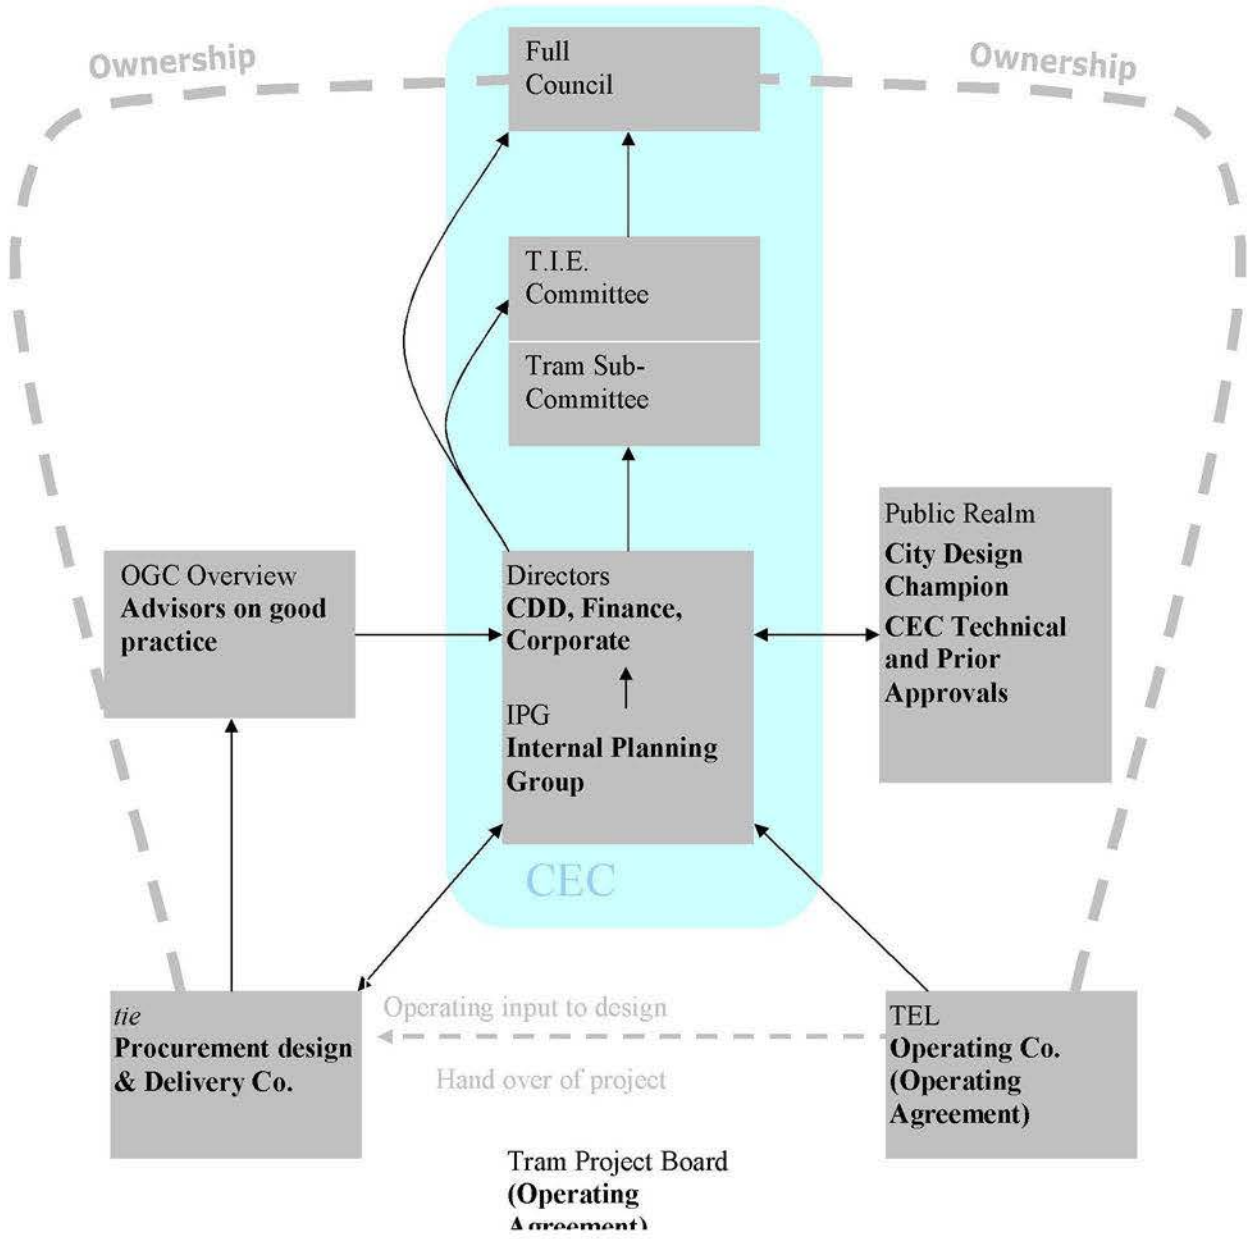 Ownership
Ownership
Full
Council
T.I.E.
Committee
Tram Sub-
Committee
Public Realm
City Design
Champion
CEC Technical
and Prior
Approvals
OGC Overview
Advisors on good
practice
Directors
CDD, Finance,
Corporate
IPG
Internal Planning
Group
CEC
tie
Procurement design
& Delivery Co.
Operating input to design
Hand over of project
TEL
Operating Co.
(Operating
Agreement)
Tram Project Board
(Operating
Agreement)